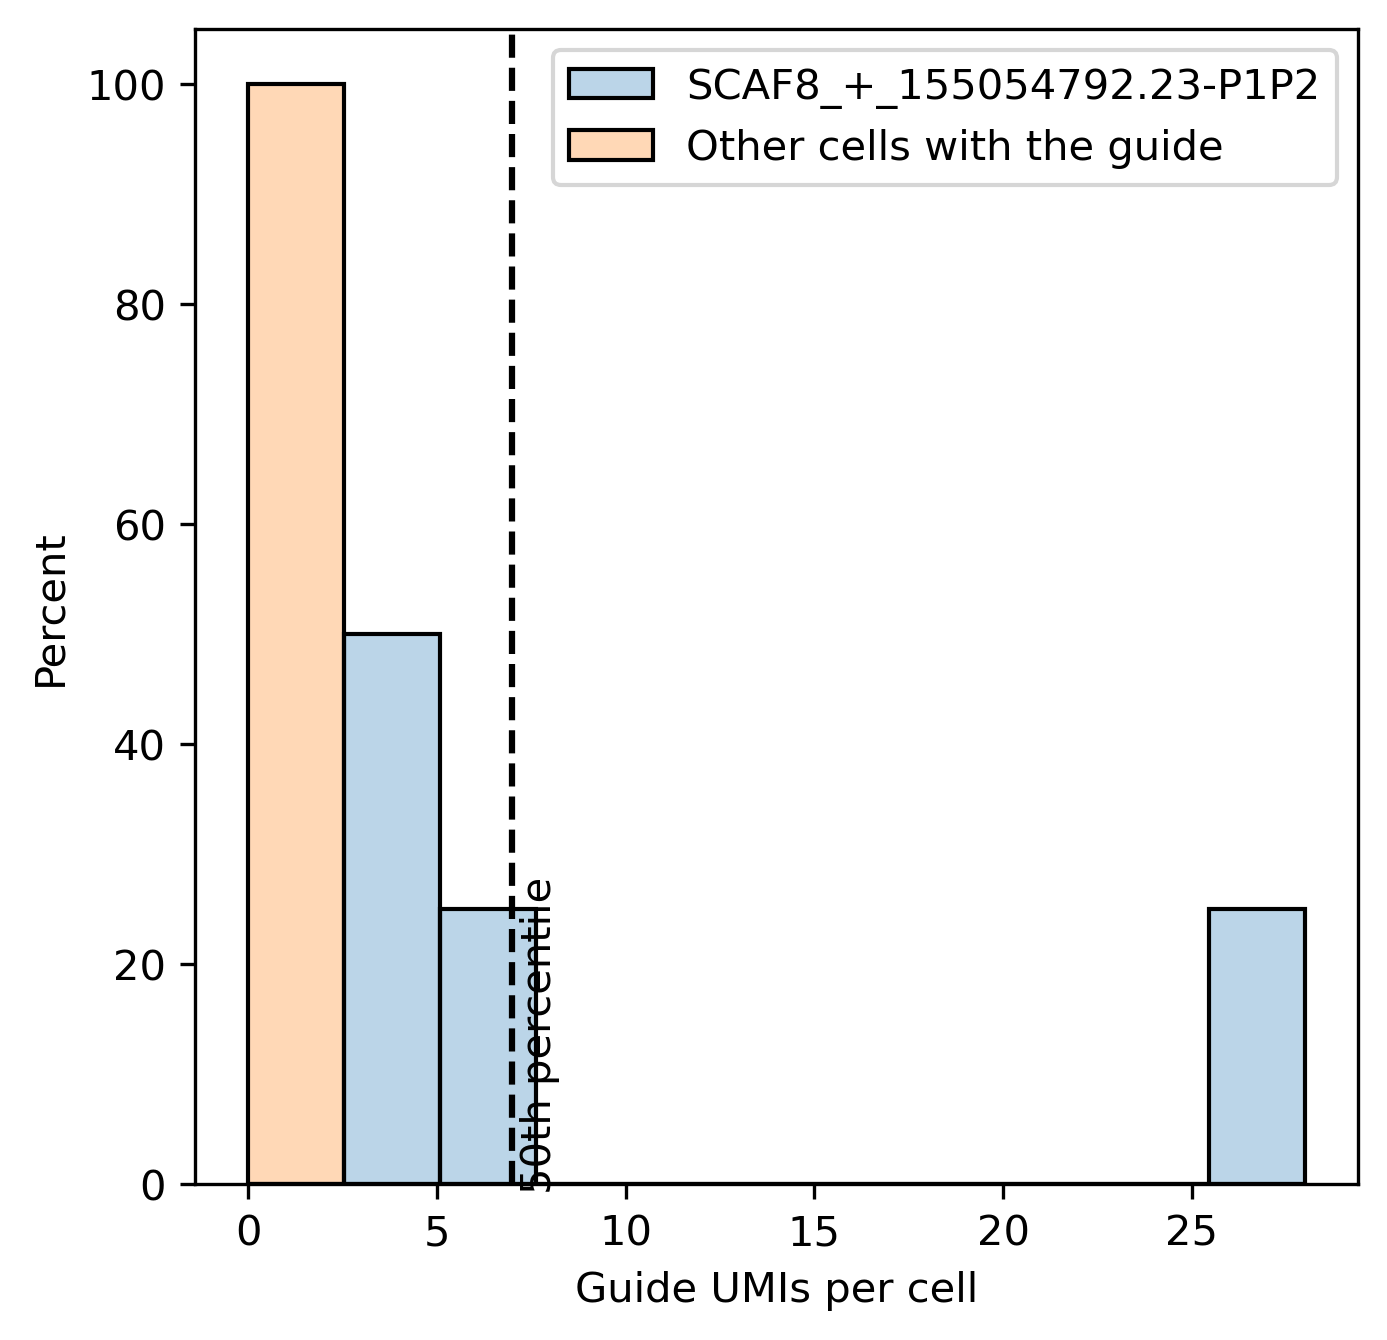 SCAF8_+_155054792.23-P1P2
Other cells with the guide
100
80
60
40
20
0
Percent
50th percentile
0 5 10 15 20 25
Guide UMIs per cell